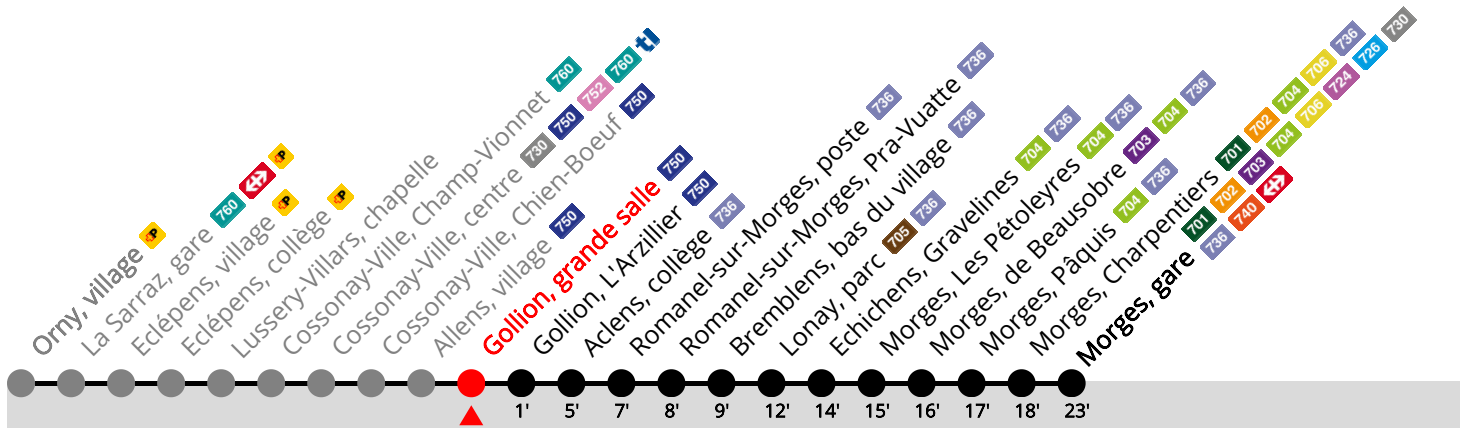 Orny, village P
La Sarraz, gare 760 P
Eclépens, village P
Eclépens, collège P
Lussery-Villars, chapelle
Cossonay-Ville, Champ-Vionnet 760
Cossonay-Ville, centre 730 750 752 760 tl
Cossonay-Ville, Chien-Boeuf 750
Allens, village 750
Gollion, grande salle 750
Gollion, L'Arzillier 750
Aclens, collège 736
Romanel-sur-Morges, poste 736
Romanel-sur-Morges, Pra-Vuatte 736
Bremblens, bas du village 736
Lonay, parc 705 736
Echichens, Gravelines 704 736
Morges, Les Pétoleyres 704 736
Morges, de Beausobre 703 704 736
Morges, Pâquis 704 736
Morges, Charpentiers 701 702 704 706 736
Morges, gare 701 702 703 704 706 724 726 730
736 740
1' 5' 7' 8' 9' 12' 14' 15' 16' 17' 18' 23'